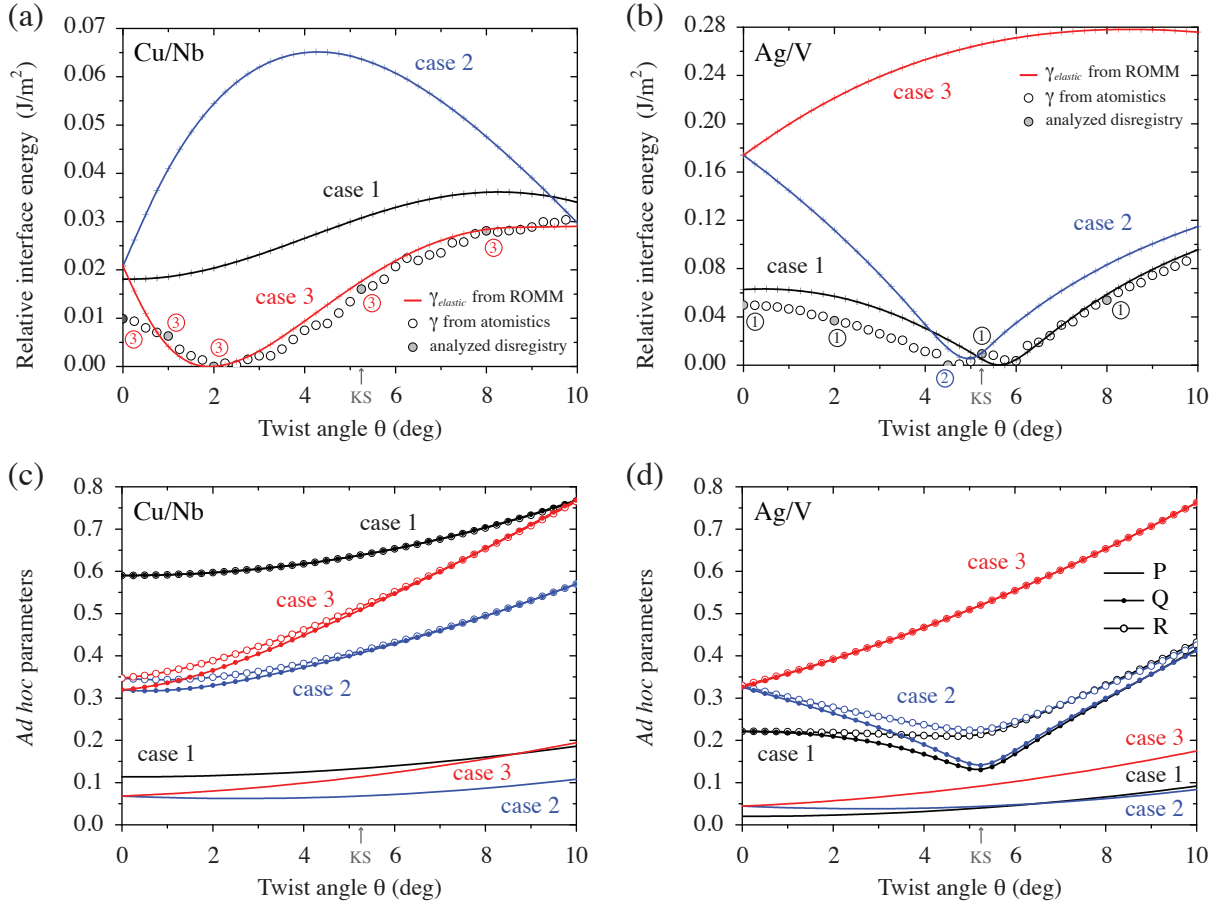 (a)
Cu/Nb
case 2
case 1
case 3
γelastic from ROMM
γ from atomistics
analyzed disregistry
3
3
3
3
3
0.07
0.06
0.05
0.04
0.03
0.02
0.01
0.00
Relative interface energy (J/m²)
0 2 4 6 8 10
KS
Twist angle θ (deg)
(b)
Ag/V
case 3
γelastic from ROMM
γ from atomistics
analyzed disregistry
case 2
case 1
1
1
1
1
2
0.28
0.24
0.20
0.16
0.12
0.08
0.04
0.00
Relative interface energy (J/m²)
0 2 4 6 8 10
KS
Twist angle θ (deg)
(c)
Cu/Nb
case 1
case 3
case 2
case 1
case 3
case 2
0.8
0.7
0.6
0.5
0.4
0.3
0.2
0.1
0.0
Ad hoc parameters
0 2 4 6 8 10
KS
Twist angle θ (deg)
(d)
Ag/V
case 3
P
Q
R
case 2
case 1
case 3
case 1
case 2
0.8
0.7
0.6
0.5
0.4
0.3
0.2
0.1
0.0
Ad hoc parameters
0 2 4 6 8 10
KS
Twist angle θ (deg)